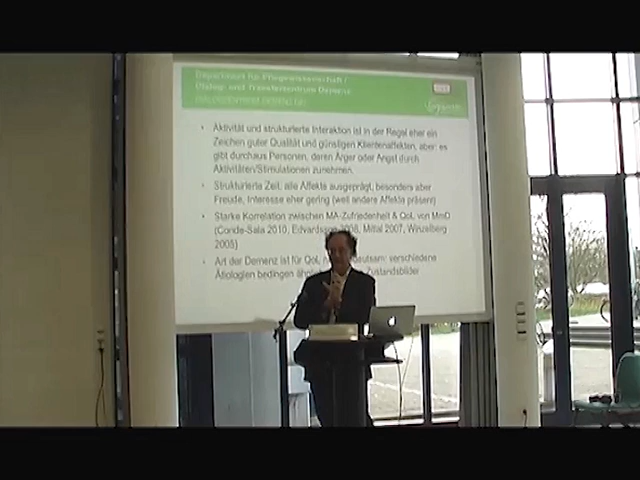 Department für Pflegewissenschaft /
Dialog- und Transferzentrum Demenz
• Aktivität und strukturierte Interaktion ist in der Regel eher ein
Zeichen guter Qualität und günstigen Klientenaffekten, aber: es
gibt durchaus Personen, deren Ärger oder Angst durch
Aktivitäten/Stimulationen zunehmen.
• Strukturierte Zeit: alle Affekte ausgeprägt, besonders aber
Freude, Interesse eher gering (weil andere Affekte präsent)
• Starke Korrelation zwischen MA-Zufriedenheit & QoL von MmD
(Conde-Sala 2010, Edvardsson 2008, Mittal 2007, Winzelberg
2005)
• Art der Demenz ist für QoL verschiedene
Ätiologien bedingen Zustandsbilder